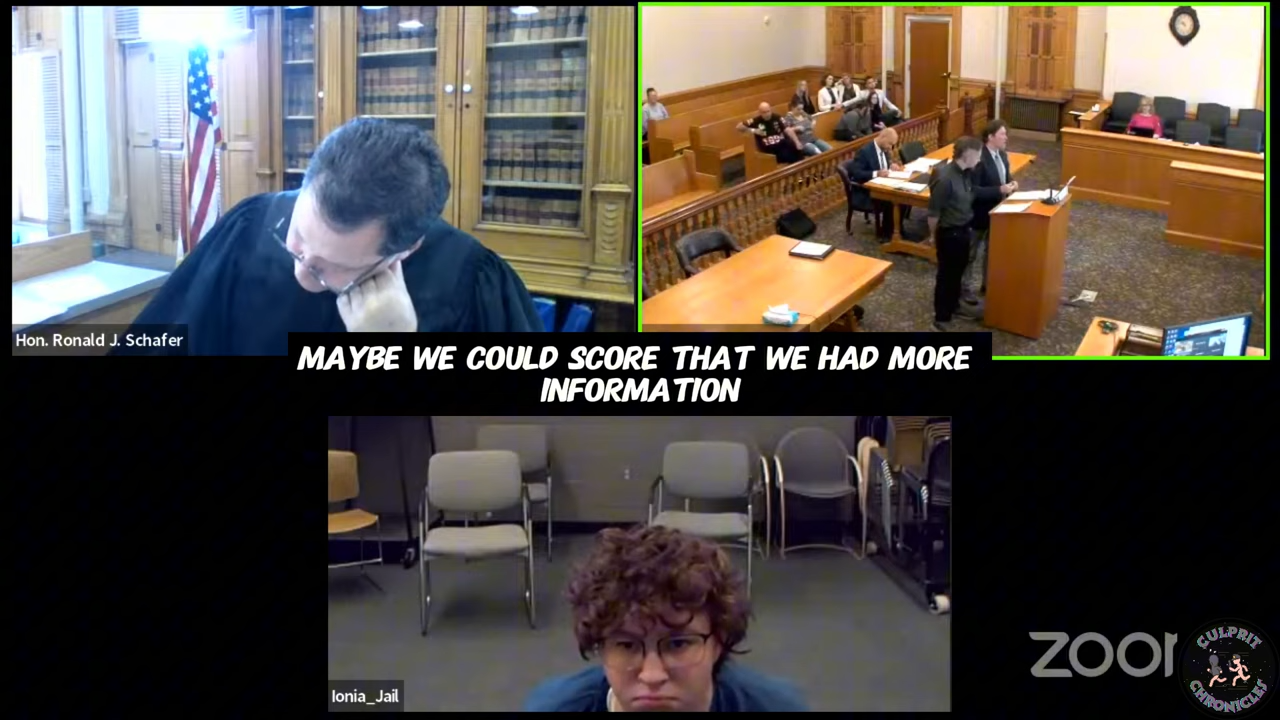 Hon. Ronald J. Schafer
MAYBE WE COULD SCORE THAT WE HAD MORE
INFORMATION
Ionia_Jail
zoom
CULPRIT
CHRONICLES